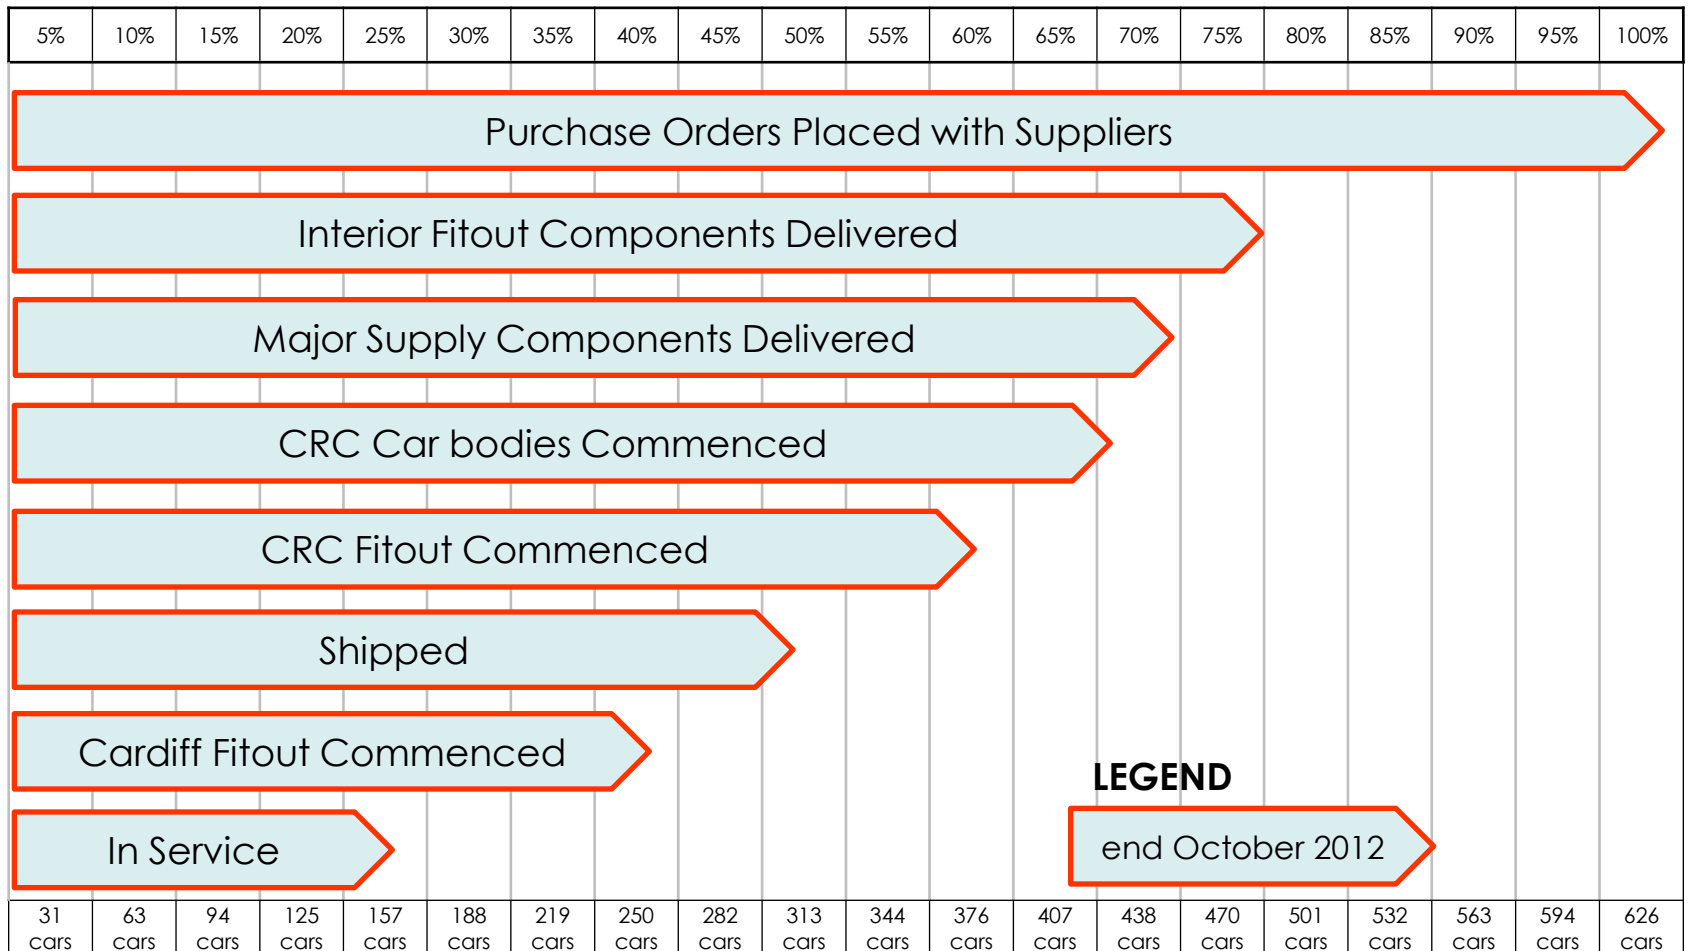 5% 10% 15% 20% 25% 30% 35% 40% 45% 50% 55% 60% 65% 70% 75% 80% 85% 90% 95% 100%
Purchase Orders Placed with Suppliers
Interior Fitout Components Delivered
Major Supply Components Delivered
CRC Car bodies Commenced
CRC Fitout Commenced
Shipped
Cardiff Fitout Commenced
LEGEND
In Service
end October 2012
31 63 94 125 157 188 219 250 282 313 344 376 407 438 470 501 532 563 594 626
cars cars cars cars cars cars cars cars cars cars cars cars cars cars cars cars cars cars cars cars